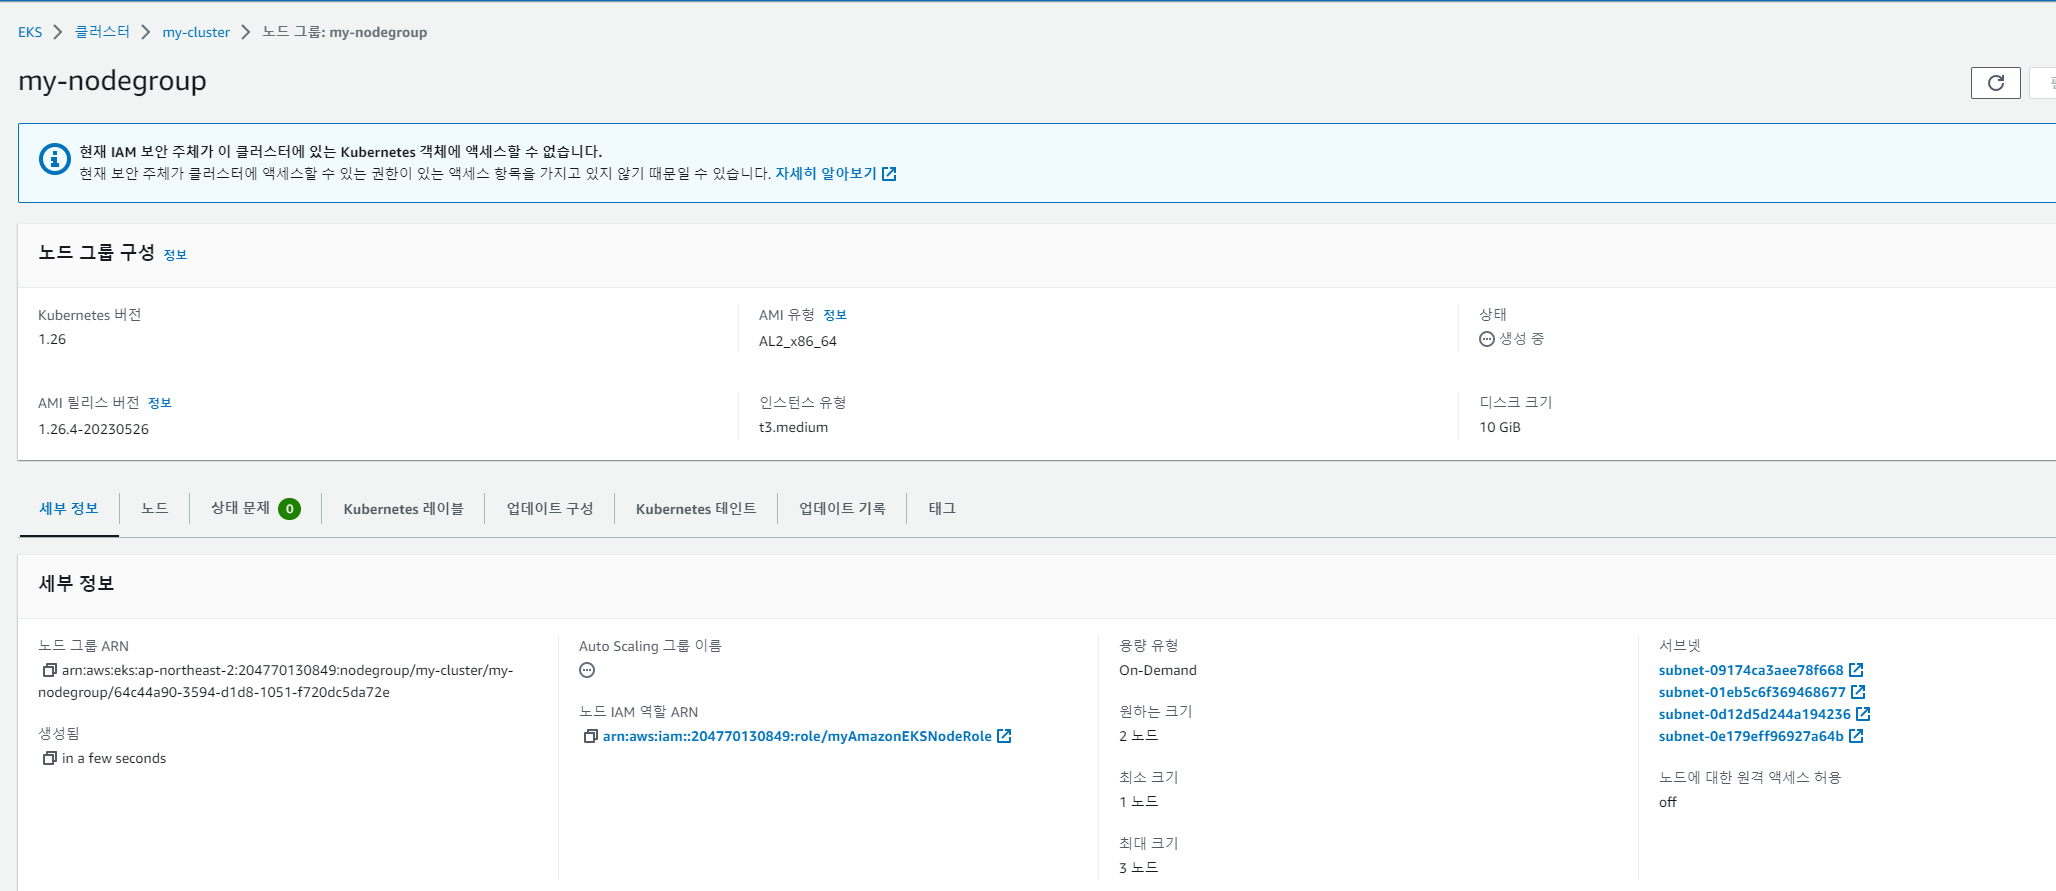 EKS 클러스터 my-cluster 노드 그룹: my-nodegroup
my-nodegroup
현재 IAM 보안 주체가 이 클러스터에 있는 Kubernetes 객체에 액세스할 수 없습니다.
현재 보안 주체가 클러스터에 액세스할 수 있는 권한이 있는 액세스 항목을 가지고 있지 않기 때문일 수 있습니다. 자세히 알아보기
노드 그룹 구성 정보
Kubernetes 버전
1.26
AMI 유형 정보
AL2_x86_64
상태
생성 중
AMI 릴리스 버전 정보
1.26.4-20230526
인스턴스 유형
t3.medium
디스크 크기
10 GiB
세부 정보 노드 상태 문제 0 Kubernetes 레이블 업데이트 구성 Kubernetes 테인트 업데이트 기록 태그
세부 정보
노드 그룹 ARN
arn:aws:eks:ap-northeast-2:204770130849:nodegroup/my-cluster/my-
nodegroup/64c44a90-3594-d1d8-1051-f720dc5da72e
생성됨
in a few seconds
Auto Scaling 그룹 이름
노드 IAM 역할 ARN
arn:aws:iam::204770130849:role/myAmazonEKSNodeRole
용량 유형
On-Demand
원하는 크기
2 노드
최소 크기
1 노드
최대 크기
3 노드
서브넷
subnet-09174ca3aee78f668
subnet-01eb5c6f369468677
subnet-0d12d5d244a194236
subnet-0e179eff96927a64b
노드에 대한 원격 액세스 허용
off